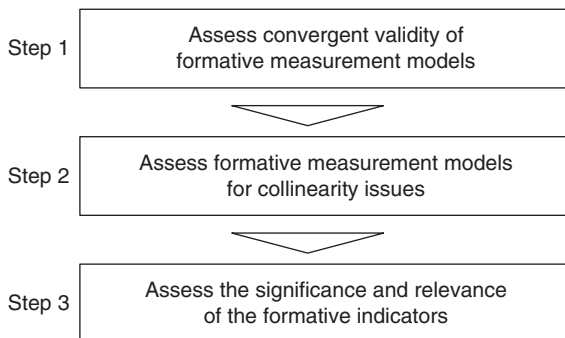 Step 1
Assess convergent validity of
formative measurement models
Step 2
Assess formative measurement models
for collinearity issues
Step 3
Assess the significance and relevance
of the formative indicators